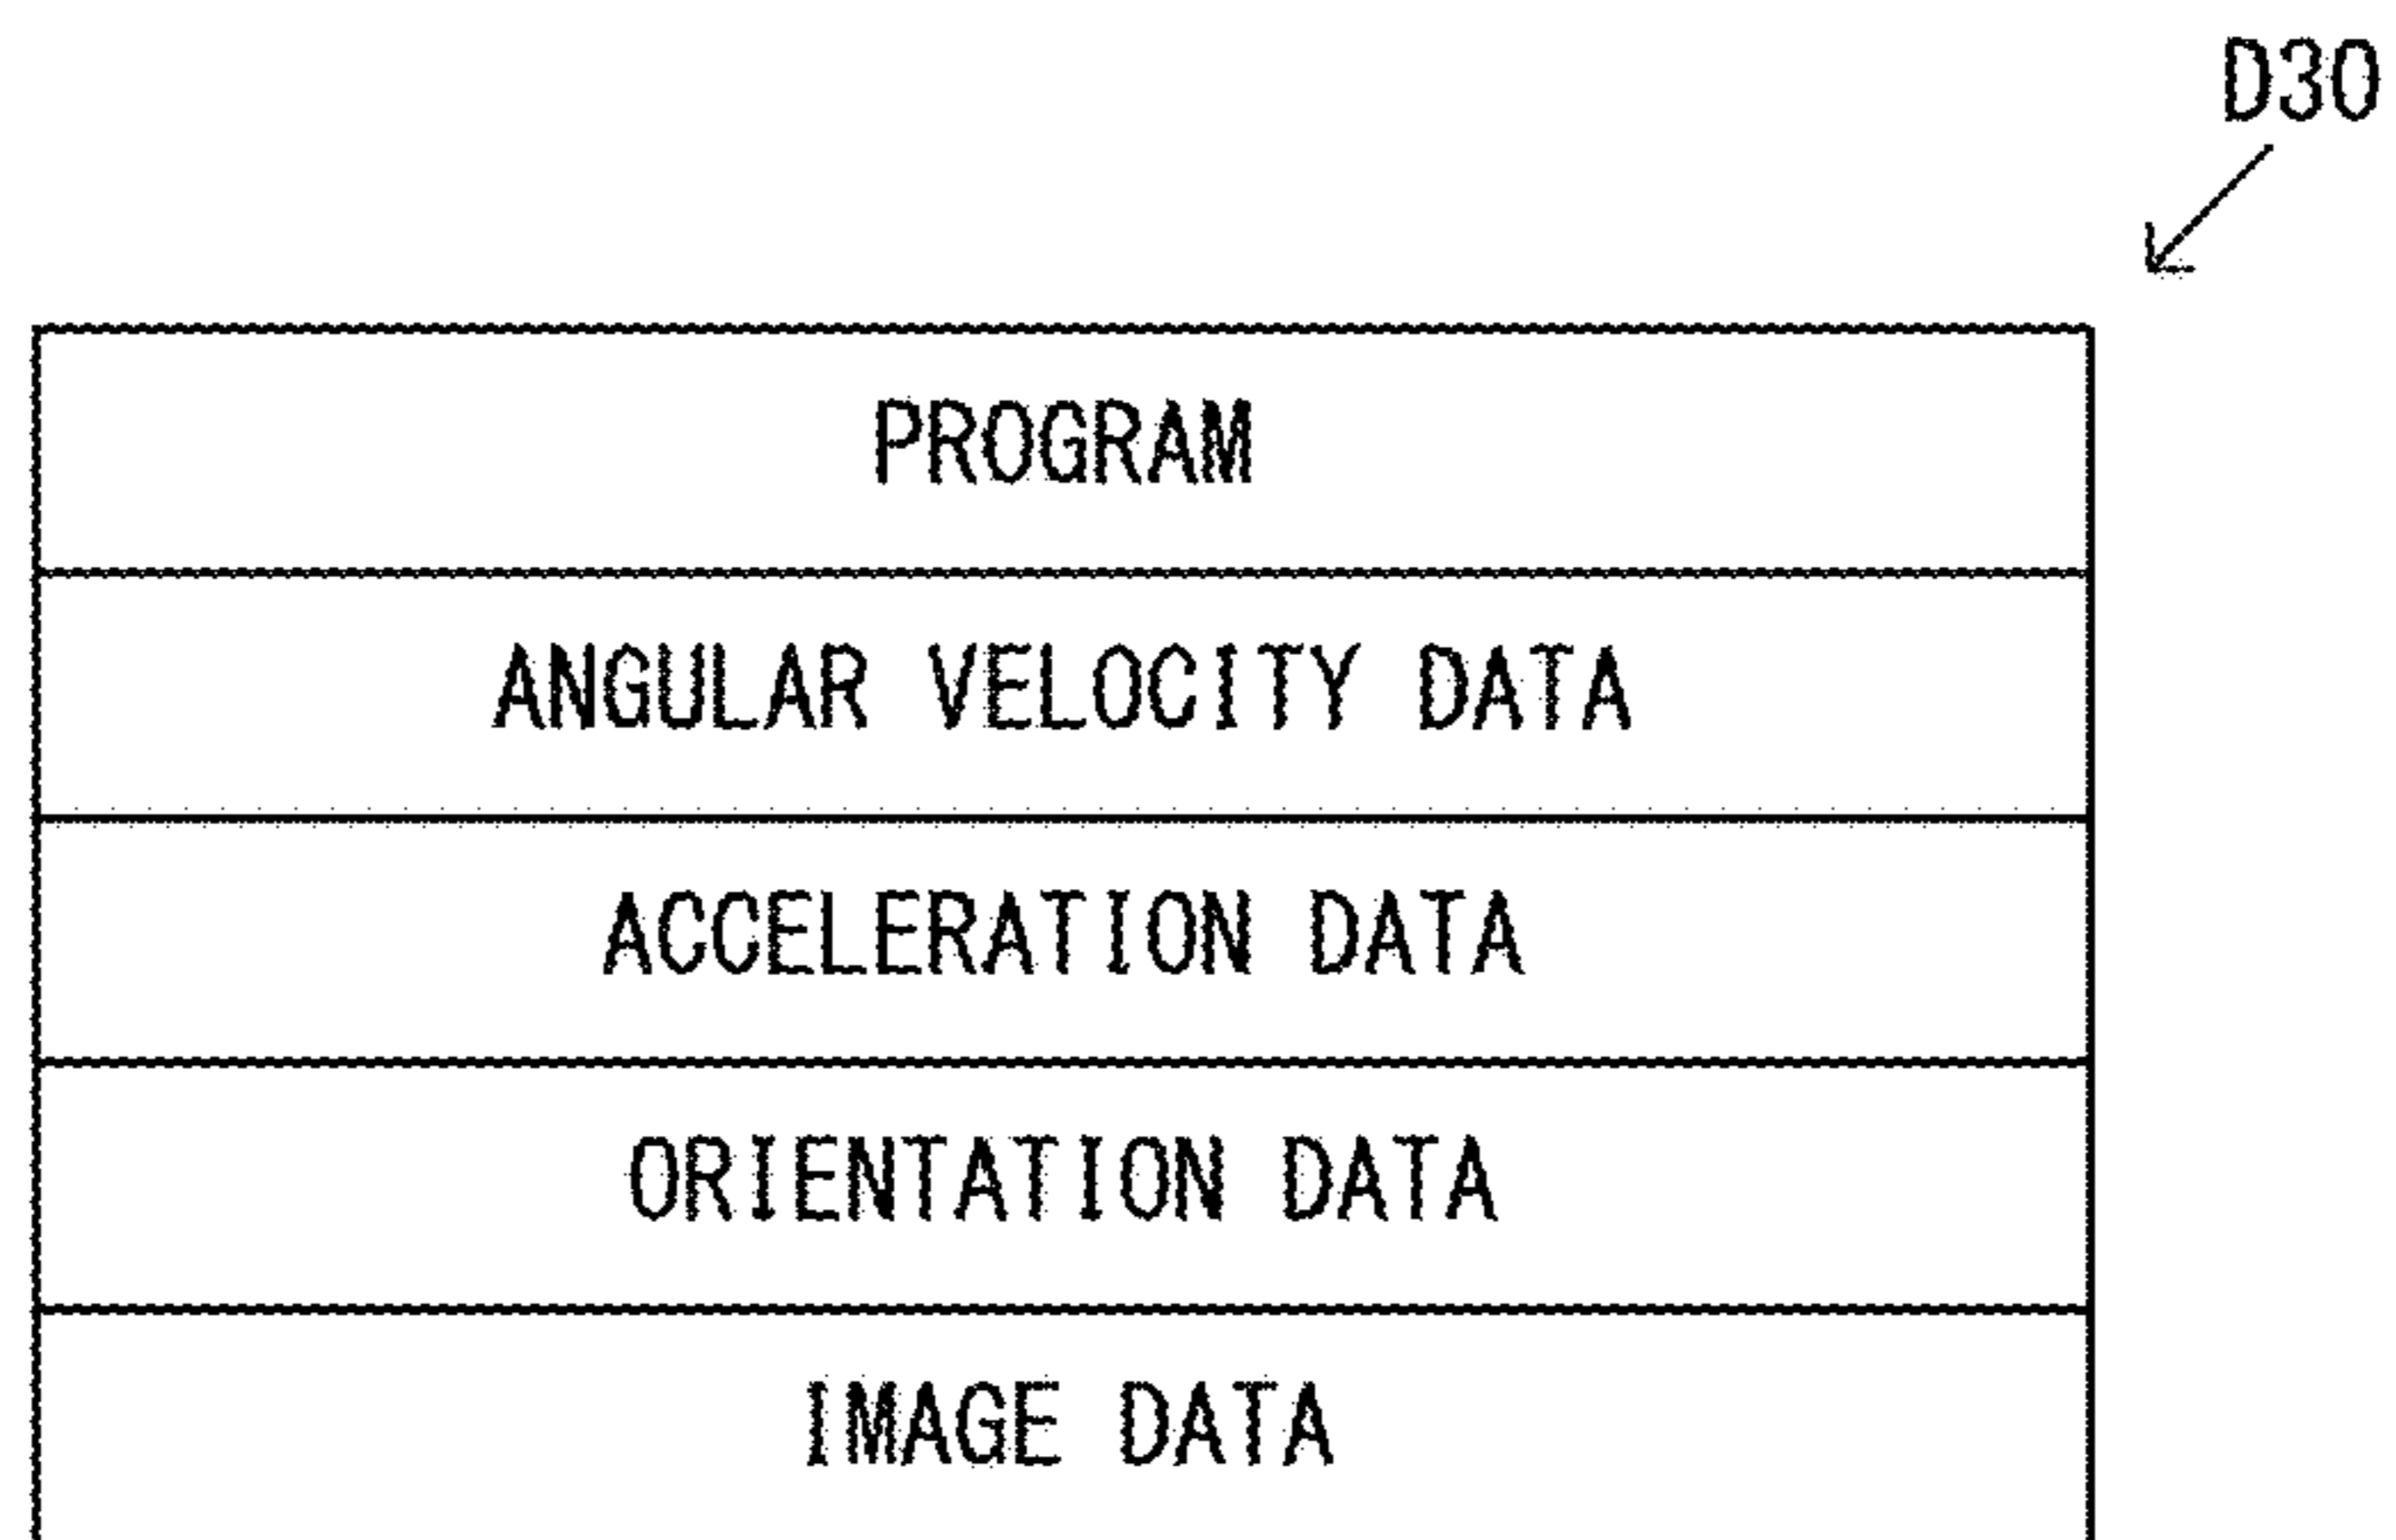 D30
PROGRAM
ANGULAR VELOCITY DATA
ACCELERATION DATA
ORIENTATION DATA
IMAGE DATA